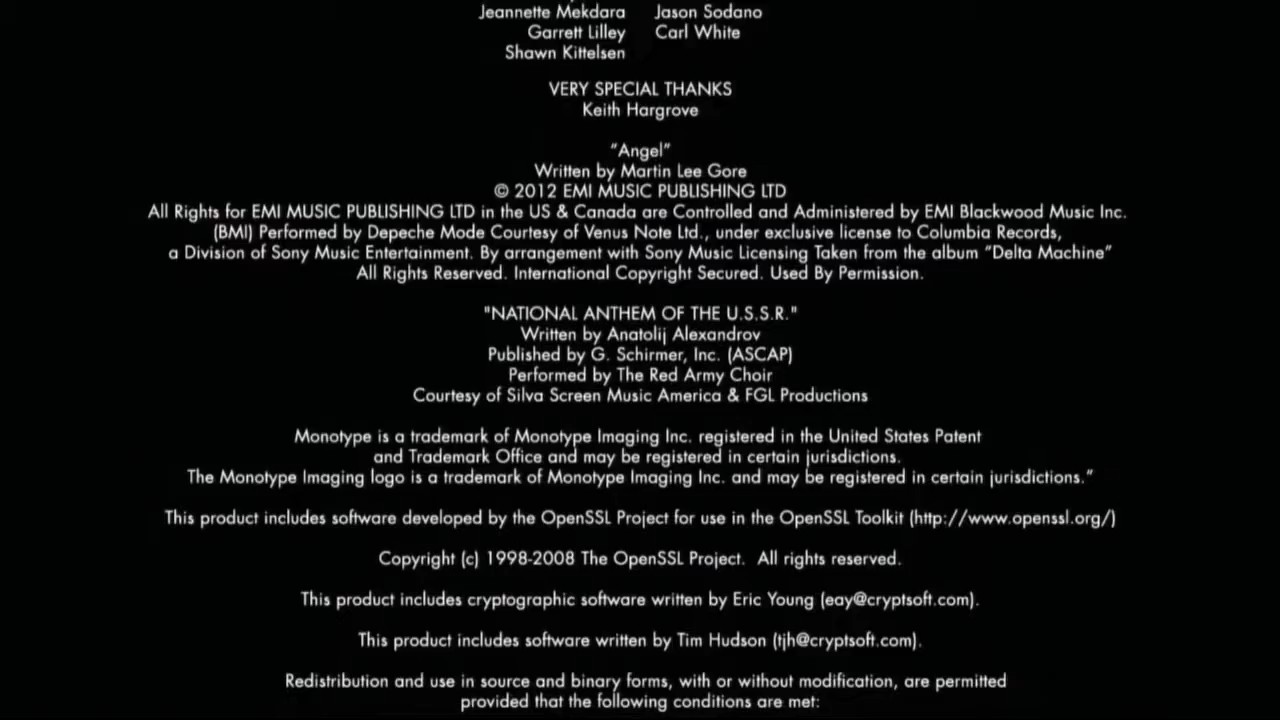 Jeannette Mekdara Jason Sodano
Garrett Lilley Carl White
Shawn Kittelsen
VERY SPECIAL THANKS
Keith Hargrove
"Angel"
Written by Martin Lee Gore
© 2012 EMI MUSIC PUBLISHING LTD
All Rights for EMI MUSIC PUBLISHING LTD in the US & Canada are Controlled and Administered by EMI Blackwood Music Inc.
(BMI) Performed by Depeche Mode Courtesy of Venus Note Ltd., under exclusive license to Columbia Records,
a Division of Sony Music Entertainment. By arrangement with Sony Music Licensing Taken from the album "Delta Machine"
All Rights Reserved. International Copyright Secured. Used By Permission.
"NATIONAL ANTHEM OF THE U.S.S.R."
Written by Anatolij Alexandrov
Published by G. Schirmer, Inc. (ASCAP)
Performed by The Red Army Choir
Courtesy of Silva Screen Music America & FGL Productions
Monotype is a trademark of Monotype Imaging Inc. registered in the United States Patent
and Trademark Office and may be registered in certain jurisdictions.
The Monotype Imaging logo is a trademark of Monotype Imaging Inc. and may be registered in certain jurisdictions."
This product includes software developed by the OpenSSL Project for use in the OpenSSL Toolkit (http://www.openssl.org/)
Copyright (c) 1998-2008 The OpenSSL Project. All rights reserved.
This product includes cryptographic software written by Eric Young (eay@cryptsoft.com).
This product includes software written by Tim Hudson (tjh@cryptsoft.com).
Redistribution and use in source and binary forms, with or without modification, are permitted
provided that the following conditions are met: